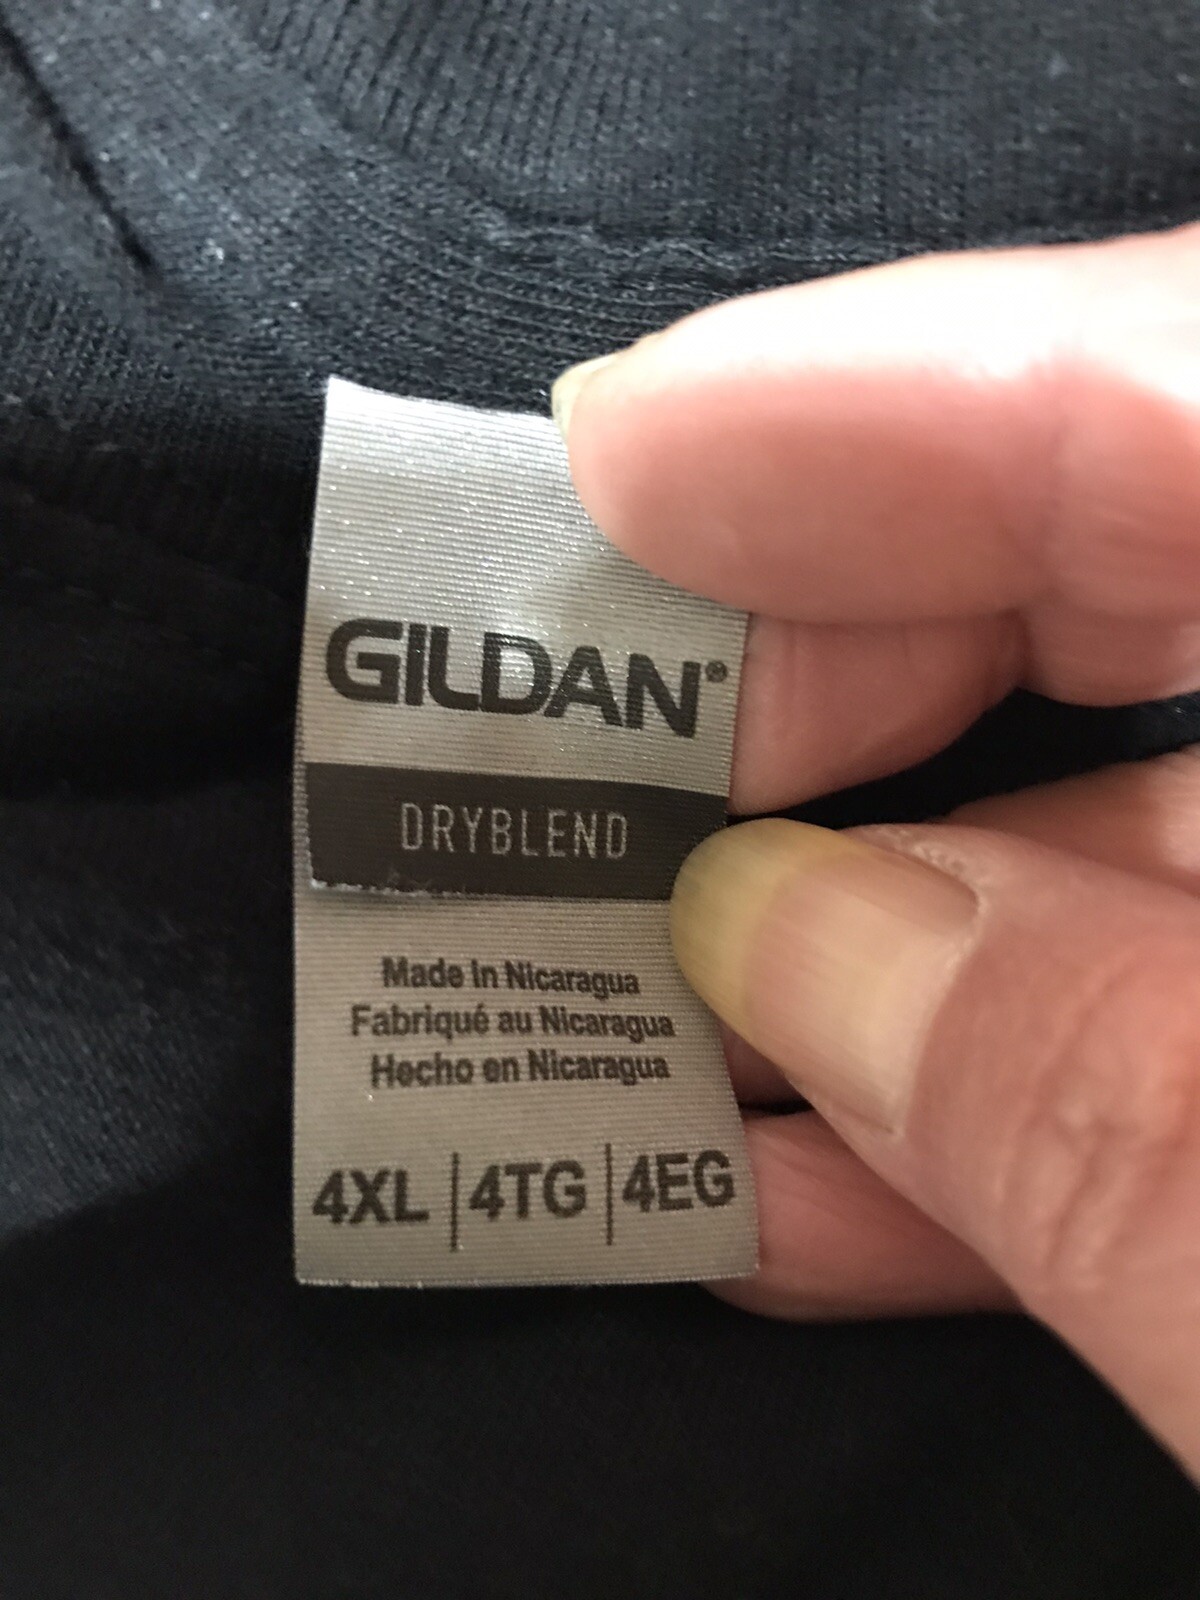 GILDAN®
DRYBLEND
Made in Nicaragua
Fabriqué au Nicaragua
Hecho en Nicaragua
4XL | 4TG | 4EG